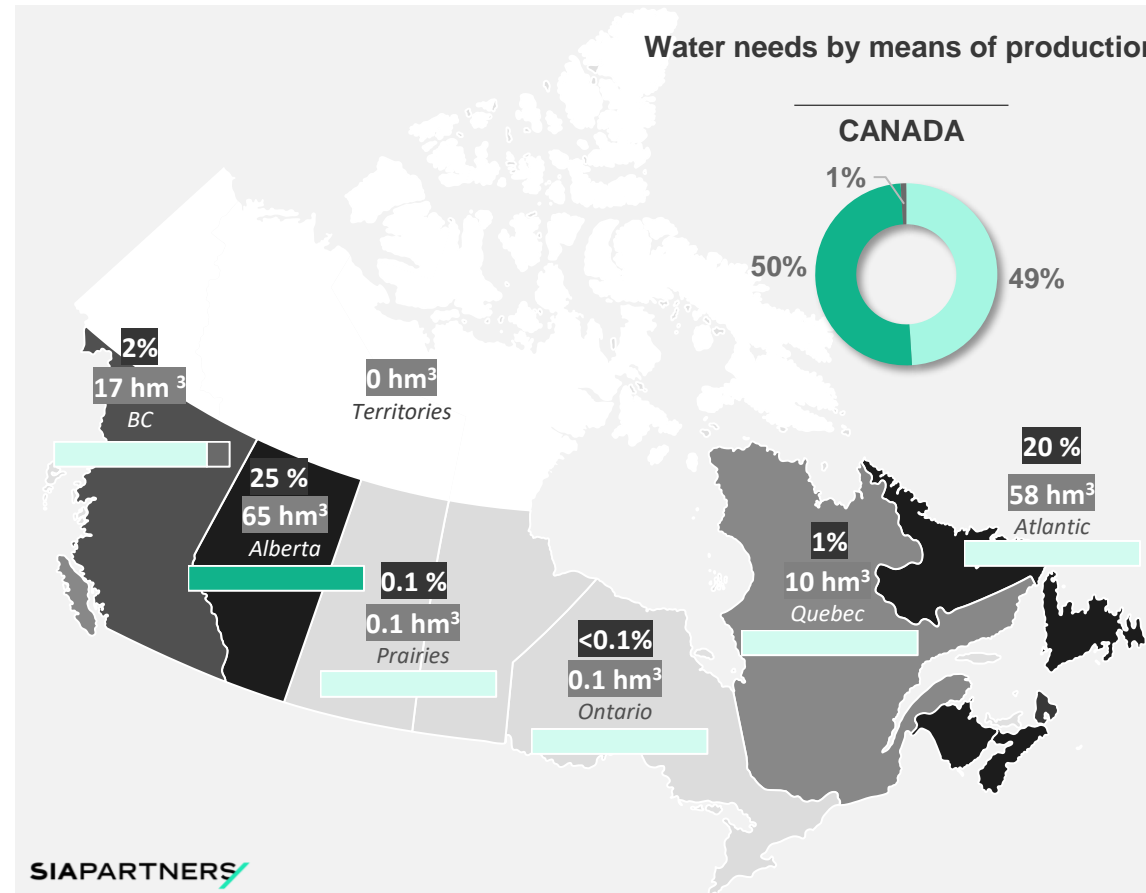 Water needs by means of production
CANADA
1%
50%
49%
2%
17 hm ³
BC
0 hm³
Territories
25 %
65 hm³
Alberta
0.1 %
0.1 hm³
Prairies
<0.1%
0.1 hm³
Ontario
1%
10 hm³
Quebec
20 %
58 hm³
Atlantic
SIAPARTNERS